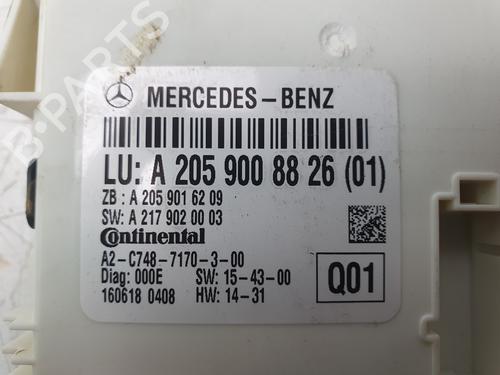 B-PARTS
MERCEDES-BENZ
LU: A 205 900 88 26 (01)
ZB : A 205 901 62 09
SW: A 217 902 00 03
Continental
A2-C748-7170-3-00
Diag: 000E SW: 15-43-00
160618 0408 HW: 14-31
Q01